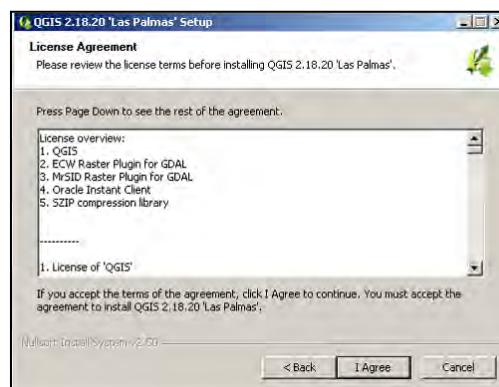 QGIS 2.18.20 'Las Palmas' Setup
License Agreement
Please review the license terms before installing QGIS 2.18.20 'Las Palmas'.
Press Page Down to see the rest of the agreement.
License overview:
1. QGIS
2. ECW Raster Plugin for GDAL
3. MrSID Raster Plugin for GDAL
4. Oracle Instant Client
5. SZIP compression library
----------
1. License of 'QGIS'
If you accept the terms of the agreement, click I Agree to continue. You must accept the
agreement to install QGIS 2.18.20 'Las Palmas'.
Nullsoft Install System v2.50
< Back
I Agree
Cancel